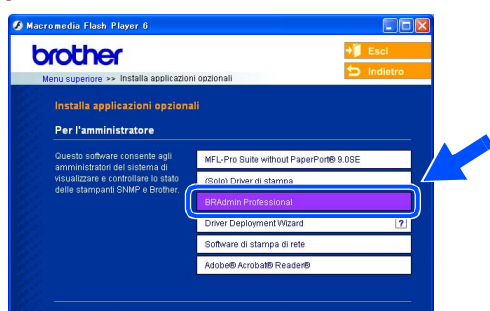 Macromedia Flash Player 6
brother
Esci
Indietro
Menu superiore >> Installa applicazioni opzionali
Installa applicazioni opzionali
Per l'amministratore
Questo software consente agli
amministratori del sistema di
visualizzare e controllare lo stato
delle stampanti SNMP e Brother.
MFL-Pro Suite without PaperPort® 9.0SE
(Solo) Driver di stampa
BRAdmin Professional
Driver Deployment Wizard
?
Software di stampa di rete
Adobe® Acrobat® Reader®